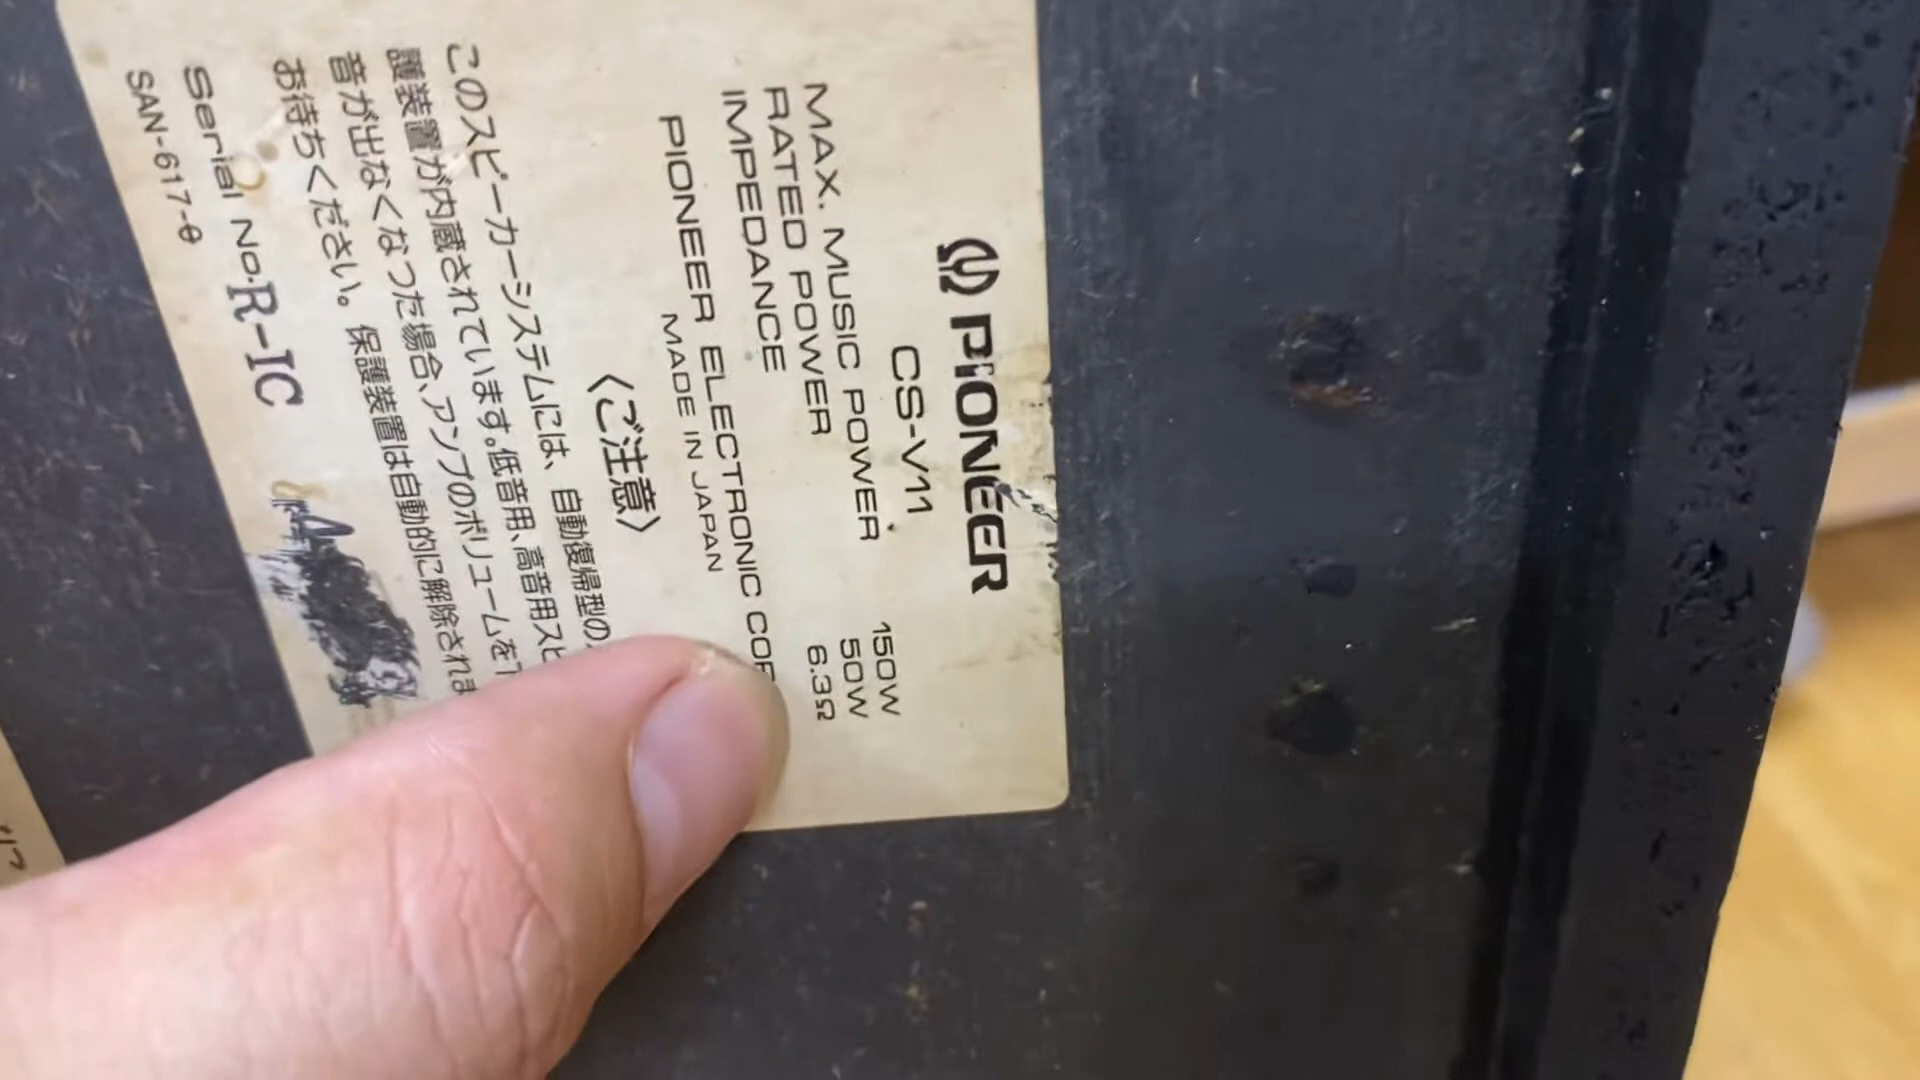 PIONEER
CS-V11
MAX. MUSIC POWER 150W
RATED POWER 50W
IMPEDANCE 6.3Ω
PIONEER ELECTRONIC COR
MADE IN JAPAN
〈ご注意〉
このスピーカーシステムには、自動復帰型の
護装置が内蔵されています。低音用、高音用スピ
音が出なくなった場合、アンプのボリュームを下
お待ちください。保護装置は自動的に解除されま
Serial No.R-IC
SAN-617-0